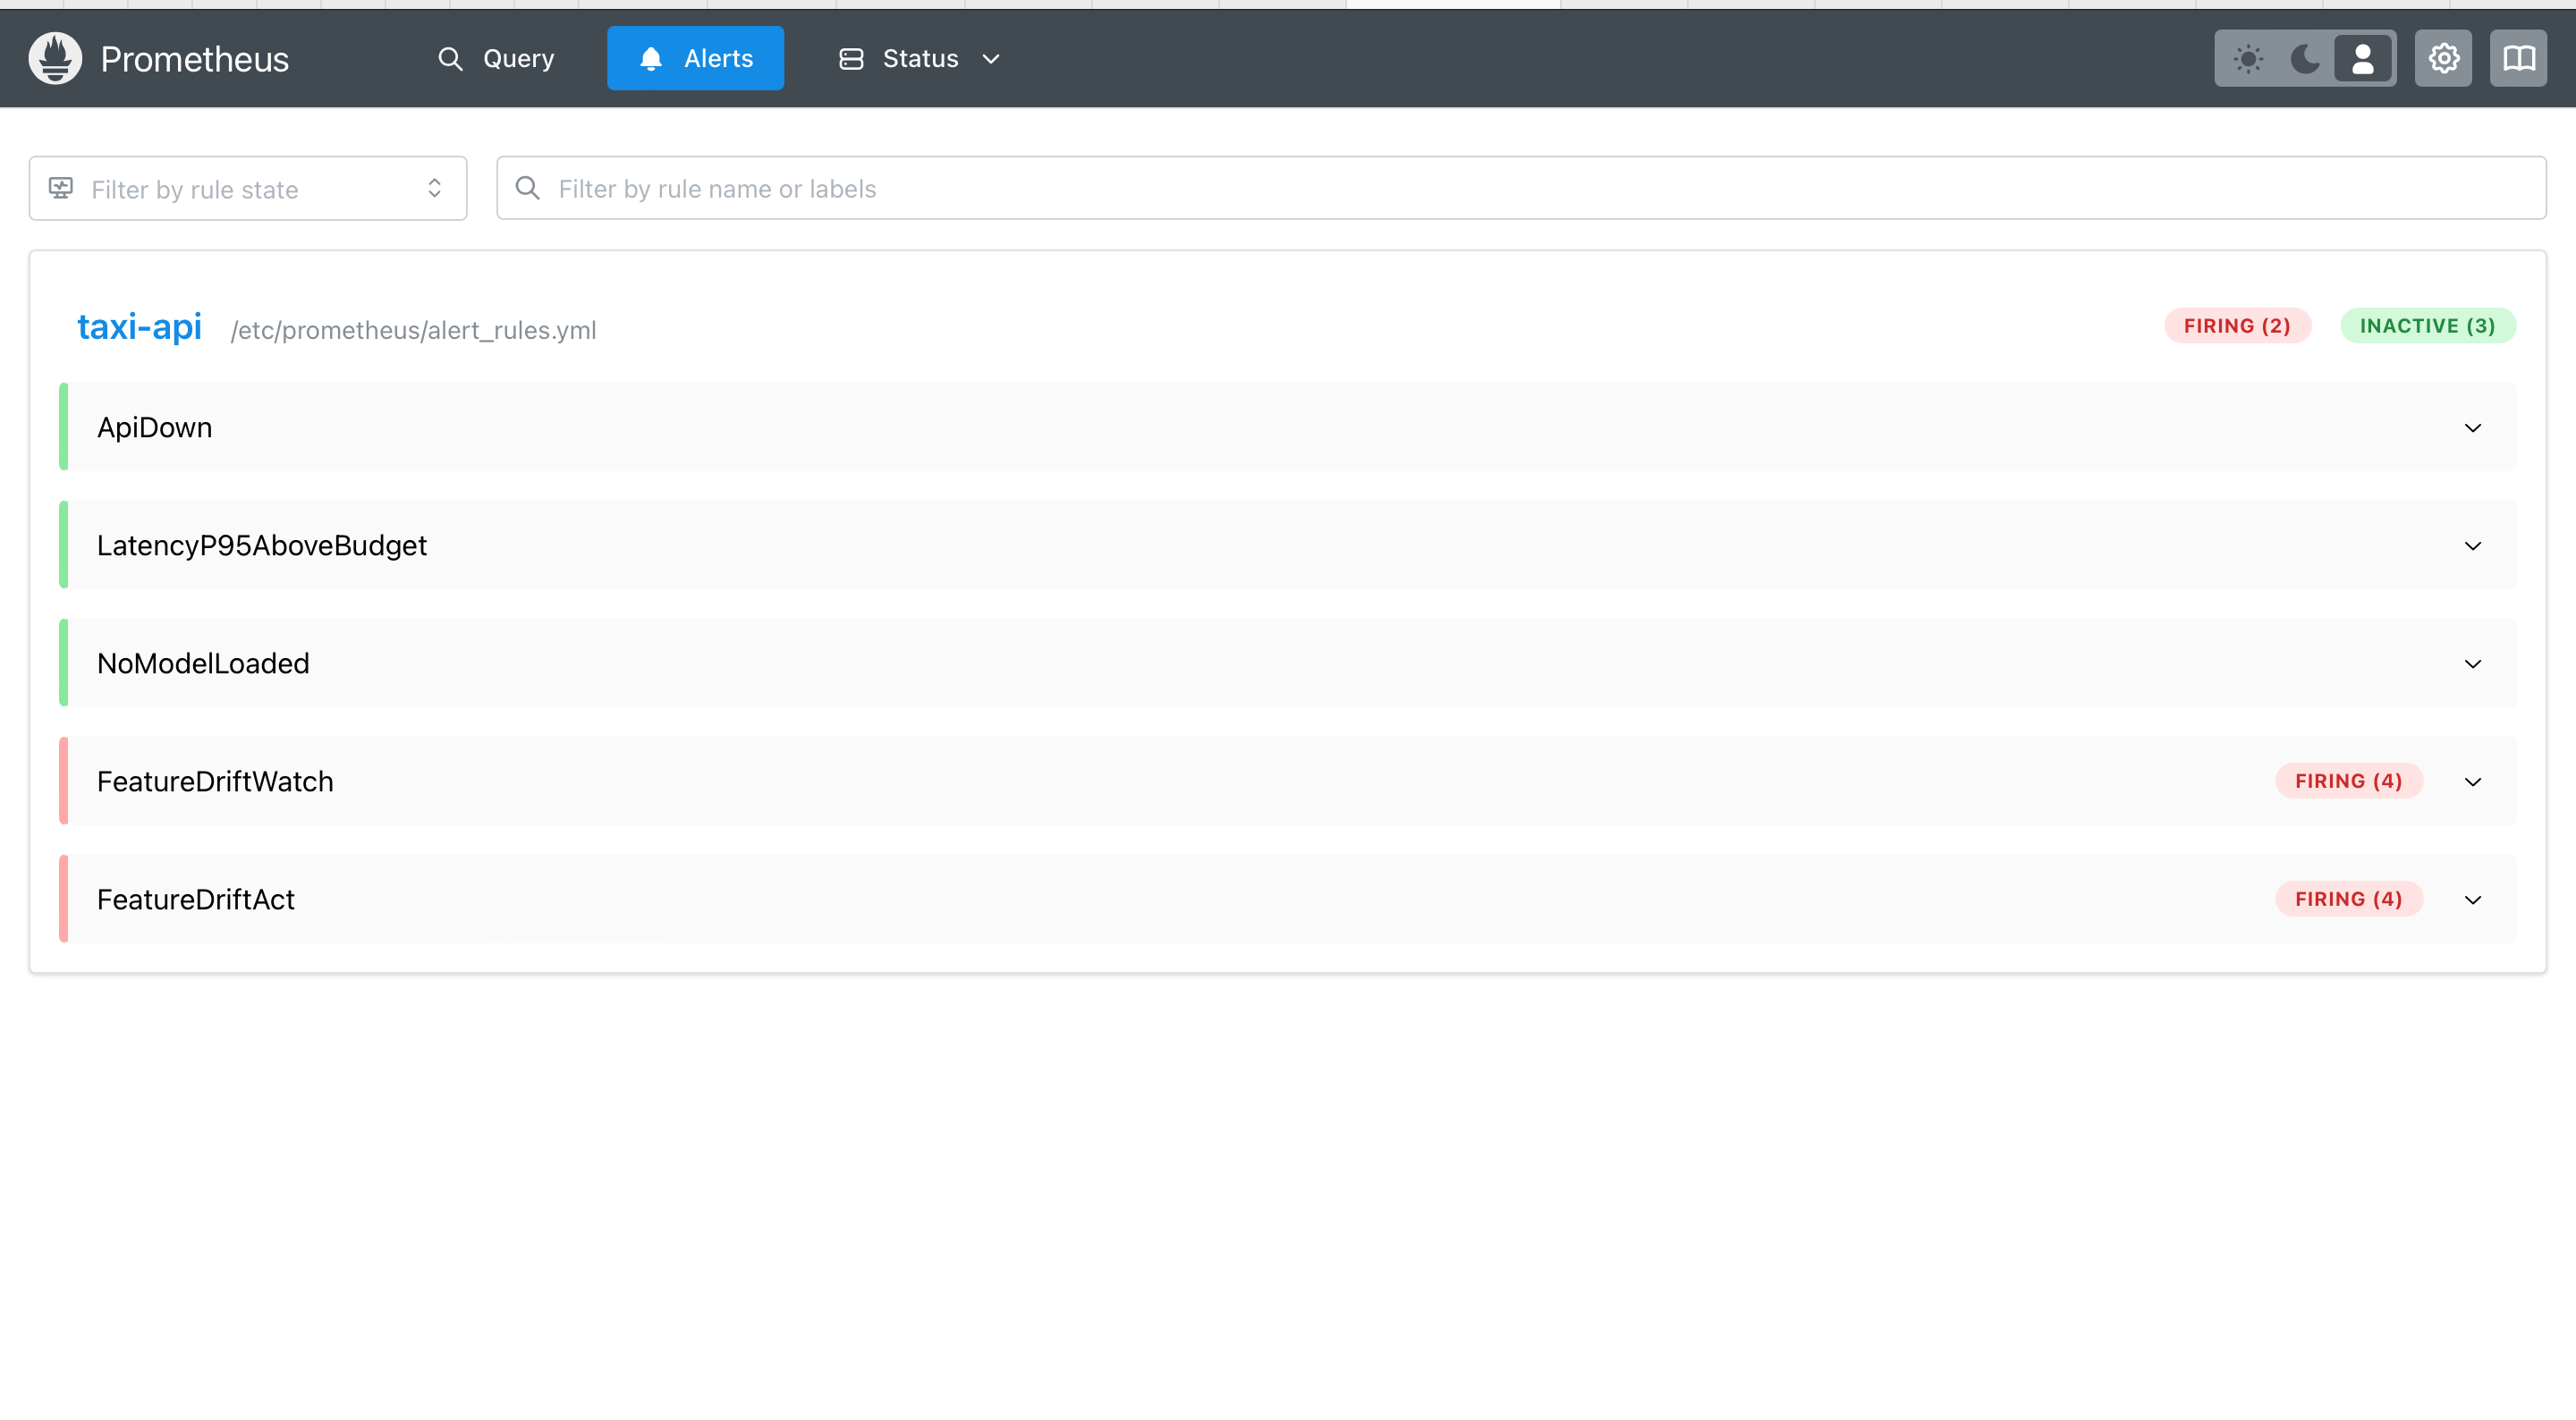 Prometheus Query Alerts Status
Filter by rule state Filter by rule name or labels
taxi-api /etc/prometheus/alert_rules.yml FIRING (2) INACTIVE (3)
ApiDown
LatencyP95AboveBudget
NoModelLoaded
FeatureDriftWatch FIRING (4)
FeatureDriftAct FIRING (4)